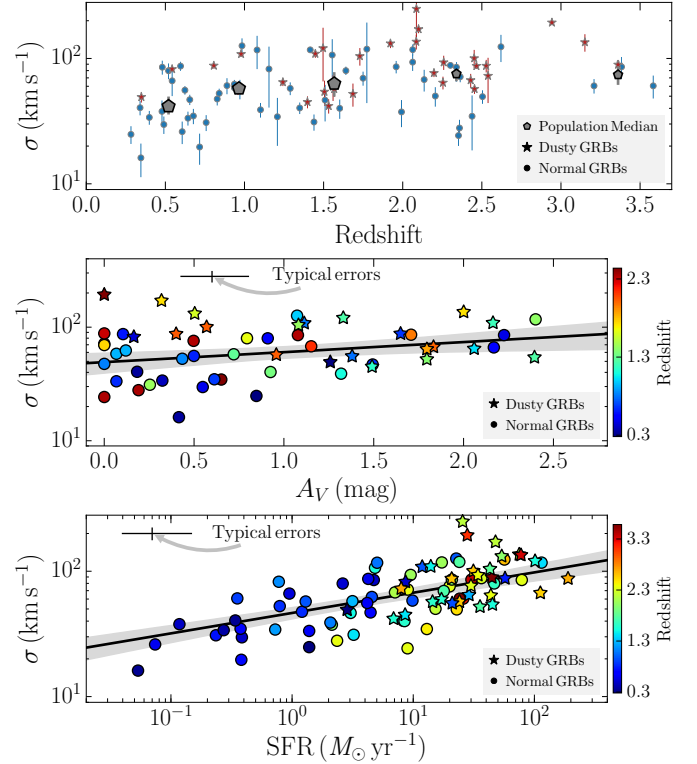 10²
10¹
σ (km s⁻¹)
Population Median
Dusty GRBs
Normal GRBs
0.0 0.5 1.0 1.5 2.0 2.5 3.0 3.5
Redshift
Typical errors
10²
10¹
σ (km s⁻¹)
Dusty GRBs
Normal GRBs
2.3
1.3
0.3
Redshift
0.0 0.5 1.0 1.5 2.0 2.5
A_V (mag)
Typical errors
10²
10¹
σ (km s⁻¹)
Dusty GRBs
Normal GRBs
3.3
2.3
1.3
0.3
Redshift
10⁻¹ 10⁰ 10¹ 10²
SFR (M⊙ yr⁻¹)